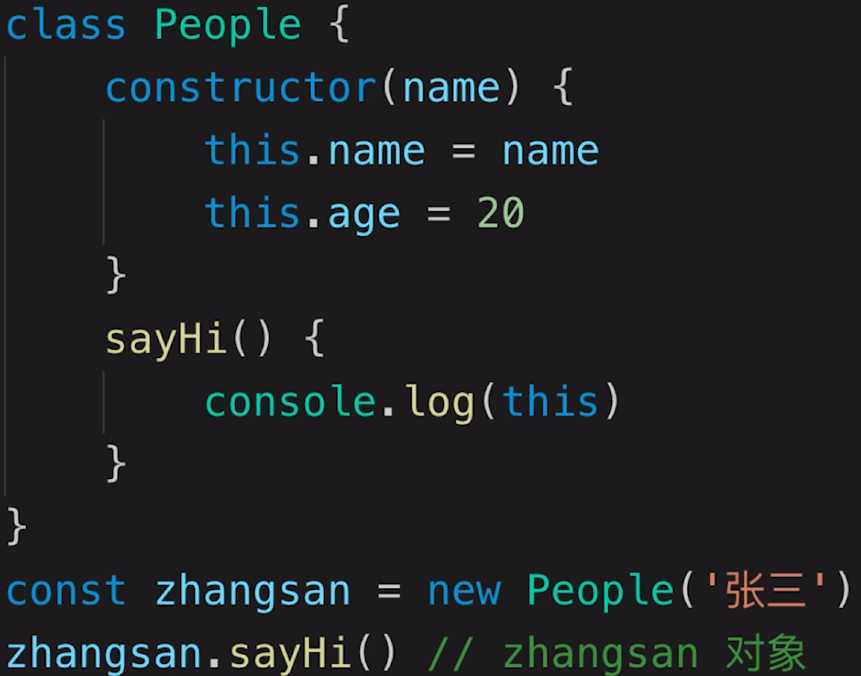 class People {
    constructor(name) {
        this.name = name
        this.age = 20
    }
    sayHi() {
        console.log(this)
    }
}
const zhangsan = new People('张三')
zhangsan.sayHi() // zhangsan 对象